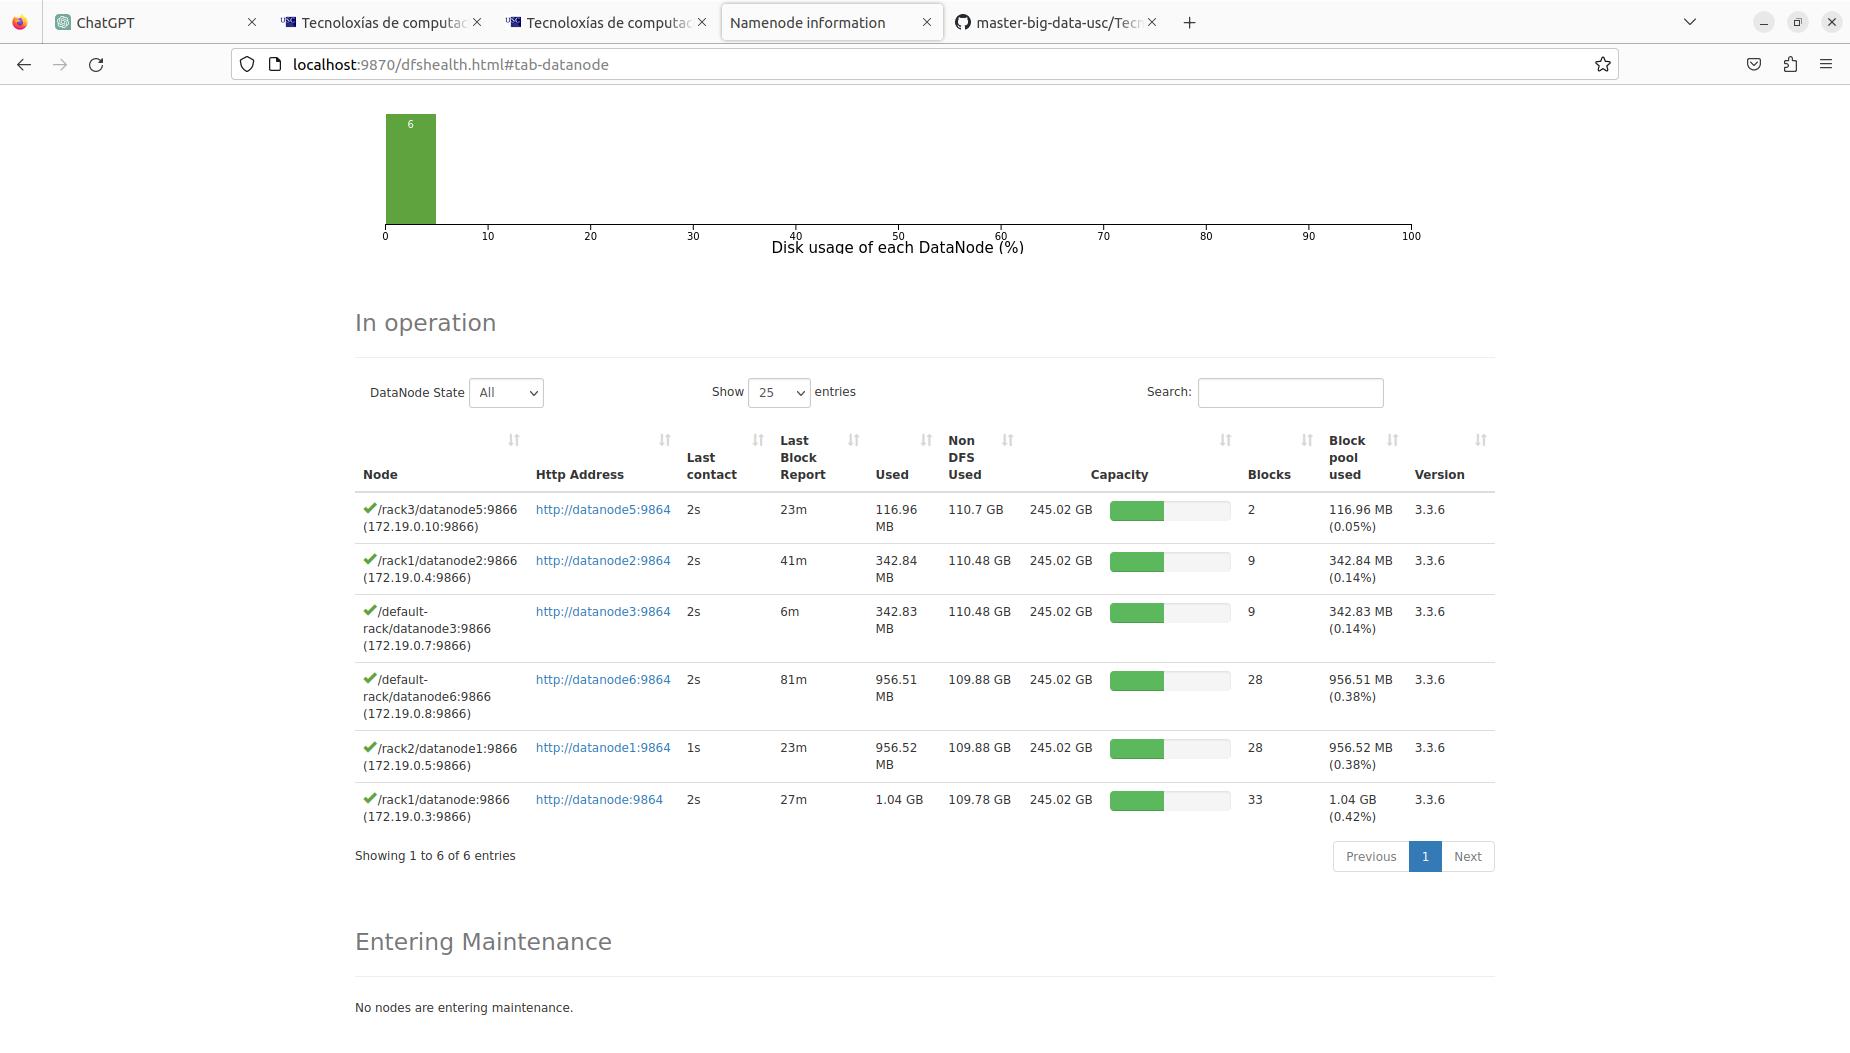 ChatGPT
Tecnoloxías de computac
Tecnoloxías de computac
Namenode information
master-big-data-usc/Tecn
localhost:9870/dfshealth.html#tab-datanode
6
0 10 20 30 40 50 60 70 80 90 100
Disk usage of each DataNode (%)
In operation
DataNode State All Show 25 entries Search:
Node Http Address Last contact Last Block Report Used Non DFS Used Capacity Blocks Block pool used Version
/rack3/datanode5:9866 http://datanode5:9864 2s 23m 116.96 110.7 GB 245.02 GB 2 116.96 MB 3.3.6
(172.19.0.10:9866) MB (0.05%)
/rack1/datanode2:9866 http://datanode2:9864 2s 41m 342.84 110.48 GB 245.02 GB 9 342.84 MB 3.3.6
(172.19.0.4:9866) MB (0.14%)
/default- http://datanode3:9864 2s 6m 342.83 110.48 GB 245.02 GB 9 342.83 MB 3.3.6
rack/datanode3:9866 MB (0.14%)
(172.19.0.7:9866)
/default- http://datanode6:9864 2s 81m 956.51 109.88 GB 245.02 GB 28 956.51 MB 3.3.6
rack/datanode6:9866 MB (0.38%)
(172.19.0.8:9866)
/rack2/datanode1:9866 http://datanode1:9864 1s 23m 956.52 109.88 GB 245.02 GB 28 956.52 MB 3.3.6
(172.19.0.5:9866) MB (0.38%)
/rack1/datanode:9866 http://datanode:9864 2s 27m 1.04 GB 109.78 GB 245.02 GB 33 1.04 GB 3.3.6
(172.19.0.3:9866) (0.42%)
Showing 1 to 6 of 6 entries Previous 1 Next
Entering Maintenance
No nodes are entering maintenance.